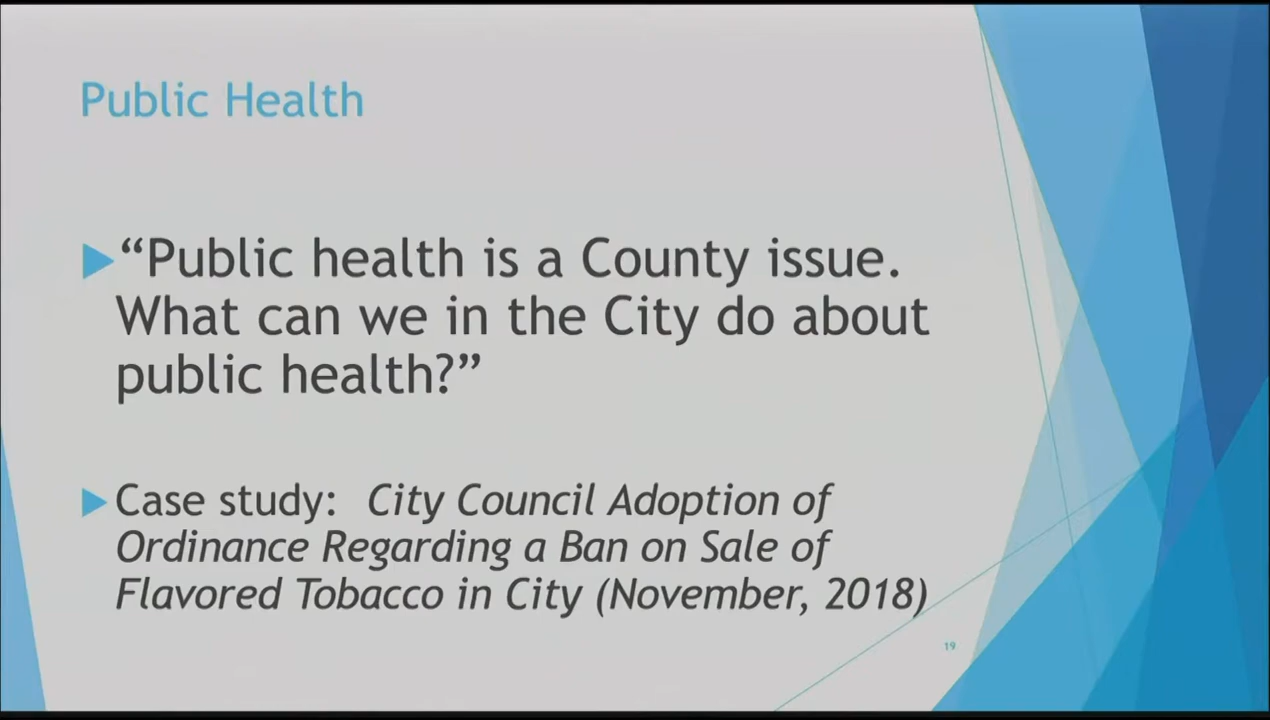 Public Health
“Public health is a County issue.
What can we in the City do about
public health?”
Case study: City Council Adoption of
Ordinance Regarding a Ban on Sale of
Flavored Tobacco in City (November, 2018)
19